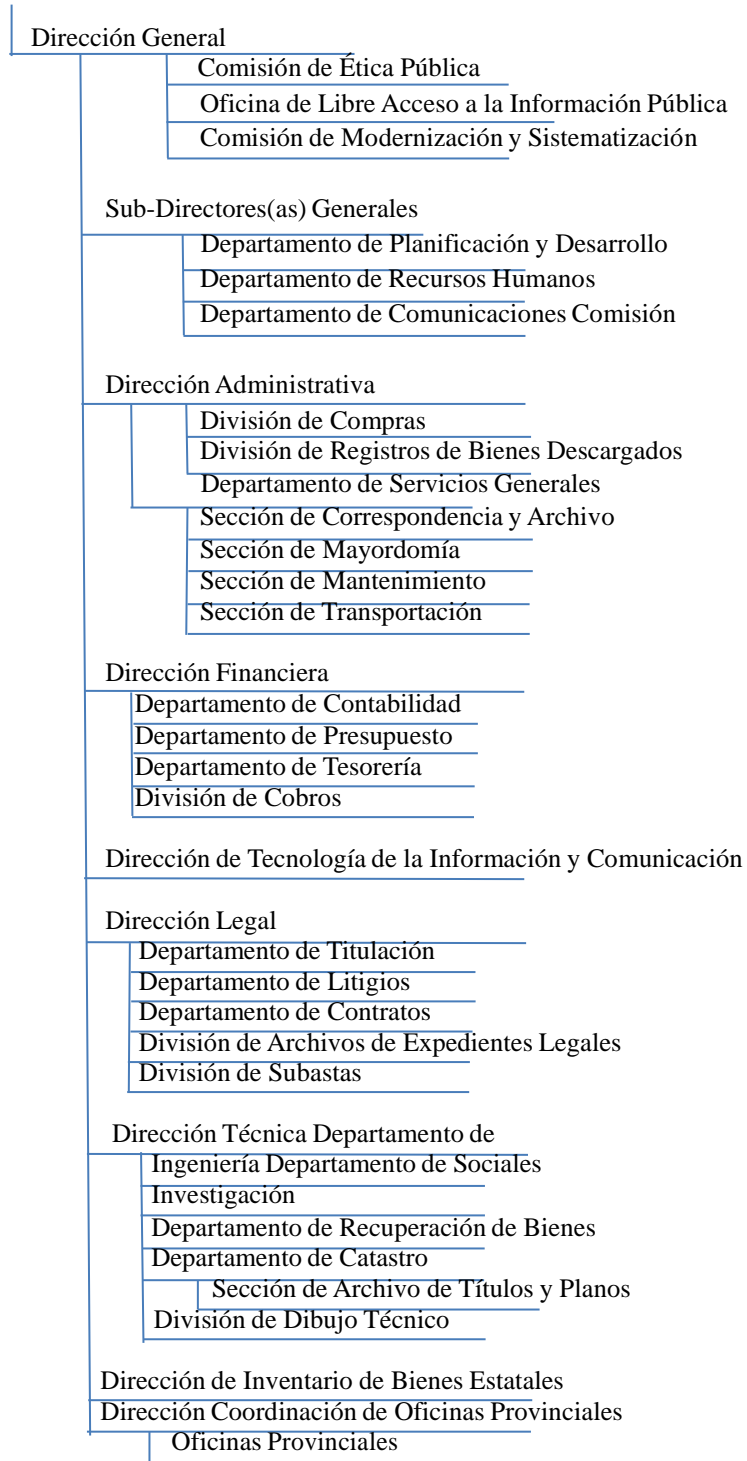 Dirección General
Comisión de Ética Pública
Oficina de Libre Acceso a la Información Pública
Comisión de Modernización y Sistematización
Sub-Directores(as) Generales
Departamento de Planificación y Desarrollo
Departamento de Recursos Humanos
Departamento de Comunicaciones Comisión
Dirección Administrativa
División de Compras
División de Registros de Bienes Descargados
Departamento de Servicios Generales
Sección de Correspondencia y Archivo
Sección de Mayordomía
Sección de Mantenimiento
Sección de Transportación
Dirección Financiera
Departamento de Contabilidad
Departamento de Presupuesto
Departamento de Tesorería
División de Cobros
Dirección de Tecnología de la Información y Comunicación
Dirección Legal
Departamento de Titulación
Departamento de Litigios
Departamento de Contratos
División de Archivos de Expedientes Legales
División de Subastas
Dirección Técnica Departamento de
Ingeniería Departamento de Sociales
Investigación
Departamento de Recuperación de Bienes
Departamento de Catastro
Sección de Archivo de Títulos y Planos
División de Dibujo Técnico
Dirección de Inventario de Bienes Estatales
Dirección Coordinación de Oficinas Provinciales
Oficinas Provinciales